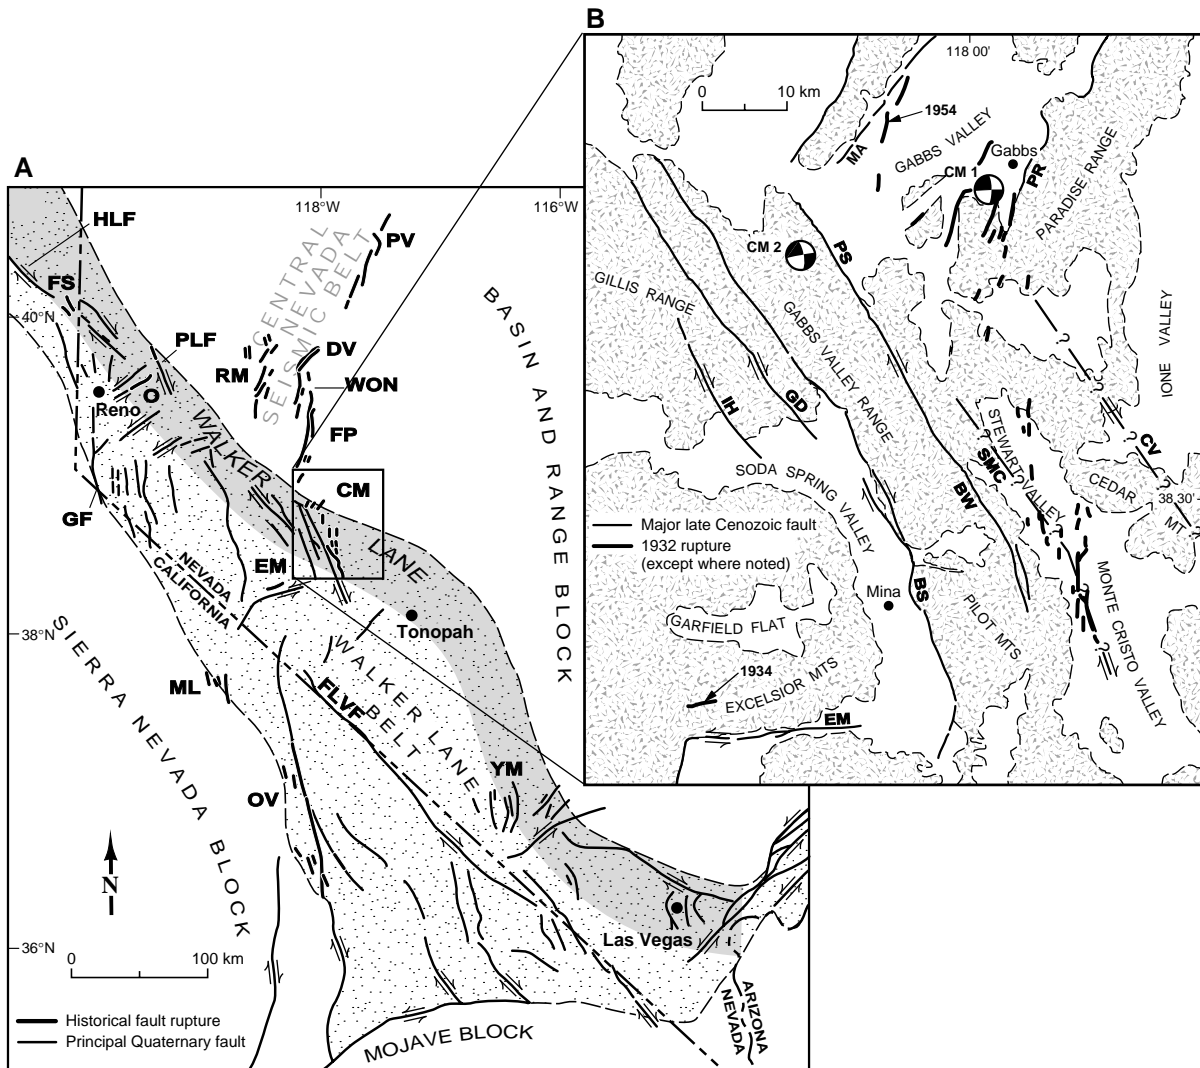 A
118°W
116°W
40°N
38°N
36°N
HLF
FS
PLF
Reno
O
GF
RM
PV
DV
WON
FP
CM
EM
ML
OV
FLVF
YM
Tonopah
Las Vegas
CENTRAL
NEVADA
SEISMIC BELT
WALKER
LANE
WALKER LANE
BELT
BASIN AND RANGE BLOCK
SIERRA NEVADA BLOCK
MOJAVE BLOCK
NEVADA
CALIFORNIA
ARIZONA
NEVADA
N
0 100 km
Historical fault rupture
Principal Quaternary fault
B
118 00'
0 10 km
1954
MA
GABBS VALLEY
Gabbs
CM 1
PR
PARADISE RANGE
CM 2
PS
GILLIS RANGE
GABBS VALLEY RANGE
IONE VALLEY
IH
GD
SODA SPRING VALLEY
STEWART VALLEY
SMC
BW
?
?
?
?
?
?
?
CV
CEDAR
MT
38 30'
Major late Cenozoic fault
1932 rupture
(except where noted)
Mina
BS
PILOT MTS
MONTE CRISTO VALLEY
GARFIELD FLAT
1934
EXCELSIOR MTS
EM